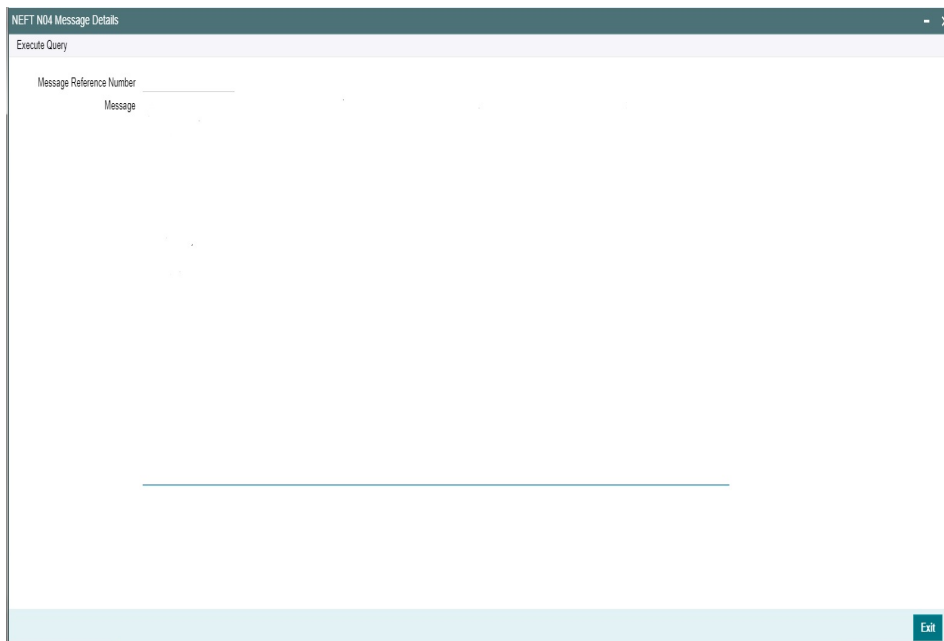 NEFT N04 Message Details
Execute Query
Message Reference Number
Message
Exit